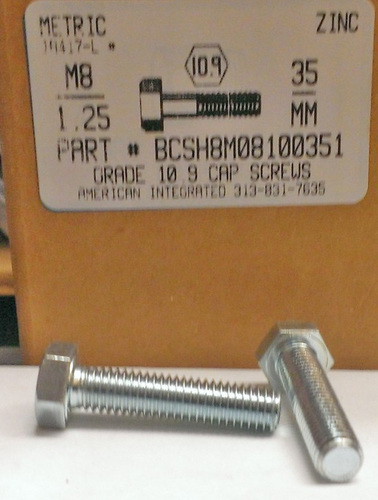 METRIC ZINC
M8 10.9 35
1.25 MM
PART # BCSH8M08100351
GRADE 10.9 CAP SCREWS
AMERICAN INTEGRATED 313-831-7635